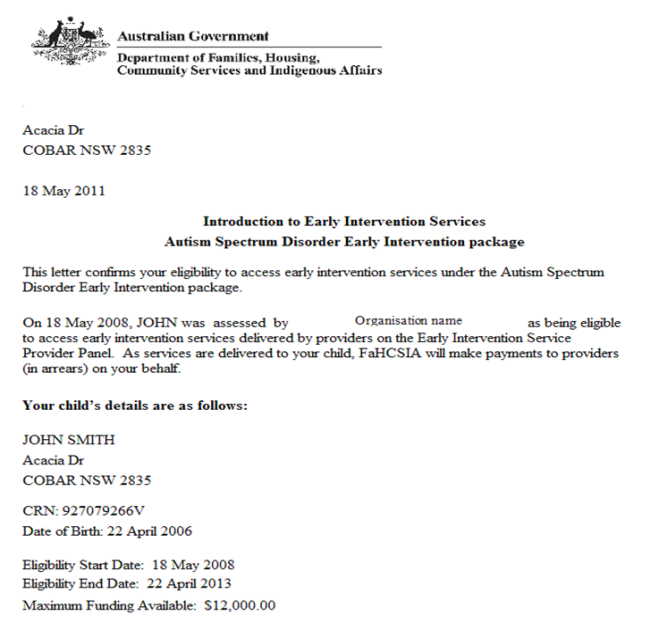 Australian Government
Department of Families, Housing,
Community Services and Indigenous Affairs
Acacia Dr
COBAR NSW 2835
18 May 2011
Introduction to Early Intervention Services
Autism Spectrum Disorder Early Intervention package
This letter confirms your eligibility to access early intervention services under the Autism Spectrum
Disorder Early Intervention package.
On 18 May 2008, JOHN was assessed by Organisation name as being eligible
to access early intervention services delivered by providers on the Early Intervention Service
Provider Panel. As services are delivered to your child, FaHCSIA will make payments to providers
(in arrears) on your behalf.
Your child's details are as follows:
JOHN SMITH
Acacia Dr
COBAR NSW 2835
CRN: 927079266V
Date of Birth: 22 April 2006
Eligibility Start Date: 18 May 2008
Eligibility End Date: 22 April 2013
Maximum Funding Available: $12,000.00